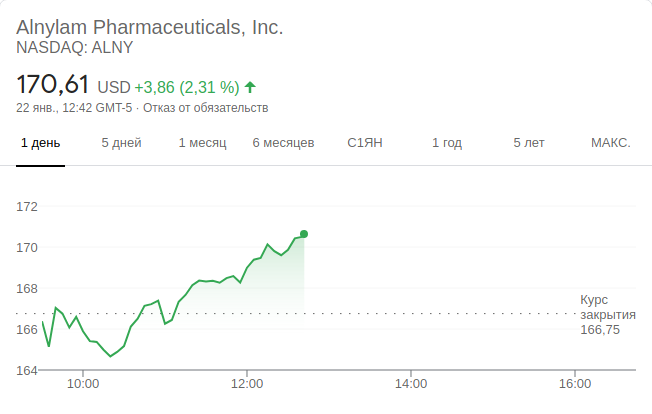 Alnylam Pharmaceuticals, Inc.
NASDAQ: ALNY
170,61 USD +3,86 (2,31 %)
22 янв., 12:42 GMT-5 · Отказ от обязательств
1 день 5 дней 1 месяц 6 месяцев С1ЯН 1 год 5 лет МАКС.
172
170
168
Курс
закрытия
166,75
166
164
10:00 12:00 14:00 16:00